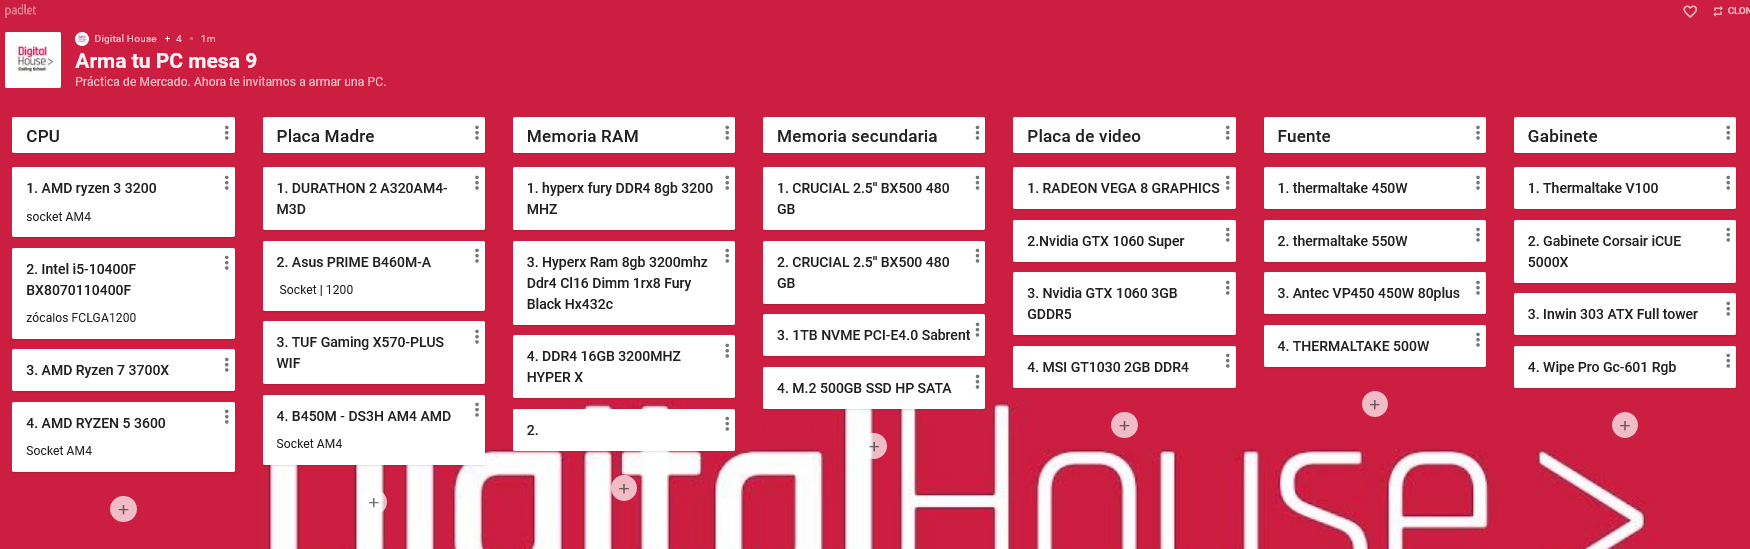 padlet
CLON
Digital House + 4 • 1m
Digital
House>
Coding School
Arma tu PC mesa 9
Práctica de Mercado. Ahora te invitamos a armar una PC.
CPU
1. AMD ryzen 3 3200
socket AM4
2. Intel i5-10400F
BX8070110400F
zócalos FCLGA1200
3. AMD Ryzen 7 3700X
4. AMD RYZEN 5 3600
Socket AM4
Placa Madre
1. DURATHON 2 A320AM4-
M3D
2. Asus PRIME B460M-A
Socket | 1200
3. TUF Gaming X570-PLUS
WIF
4. B450M - DS3H AM4 AMD
Socket AM4
Memoria RAM
1. hyperx fury DDR4 8gb 3200
MHZ
3. Hyperx Ram 8gb 3200mhz
Ddr4 Cl16 Dimm 1rx8 Fury
Black Hx432c
4. DDR4 16GB 3200MHZ
HYPER X
2.
Memoria secundaria
1. CRUCIAL 2.5" BX500 480
GB
2. CRUCIAL 2.5" BX500 480
GB
3. 1TB NVME PCI-E4.0 Sabrent
4. M.2 500GB SSD HP SATA
Placa de video
1. RADEON VEGA 8 GRAPHICS
2.Nvidia GTX 1060 Super
3. Nvidia GTX 1060 3GB
GDDR5
4. MSI GT1030 2GB DDR4
Fuente
1. thermaltake 450W
2. thermaltake 550W
3. Antec VP450 450W 80plus
4. THERMALTAKE 500W
Gabinete
1. Thermaltake V100
2. Gabinete Corsair iCUE
5000X
3. Inwin 303 ATX Full tower
4. Wipe Pro Gc-601 Rgb
Digital House >